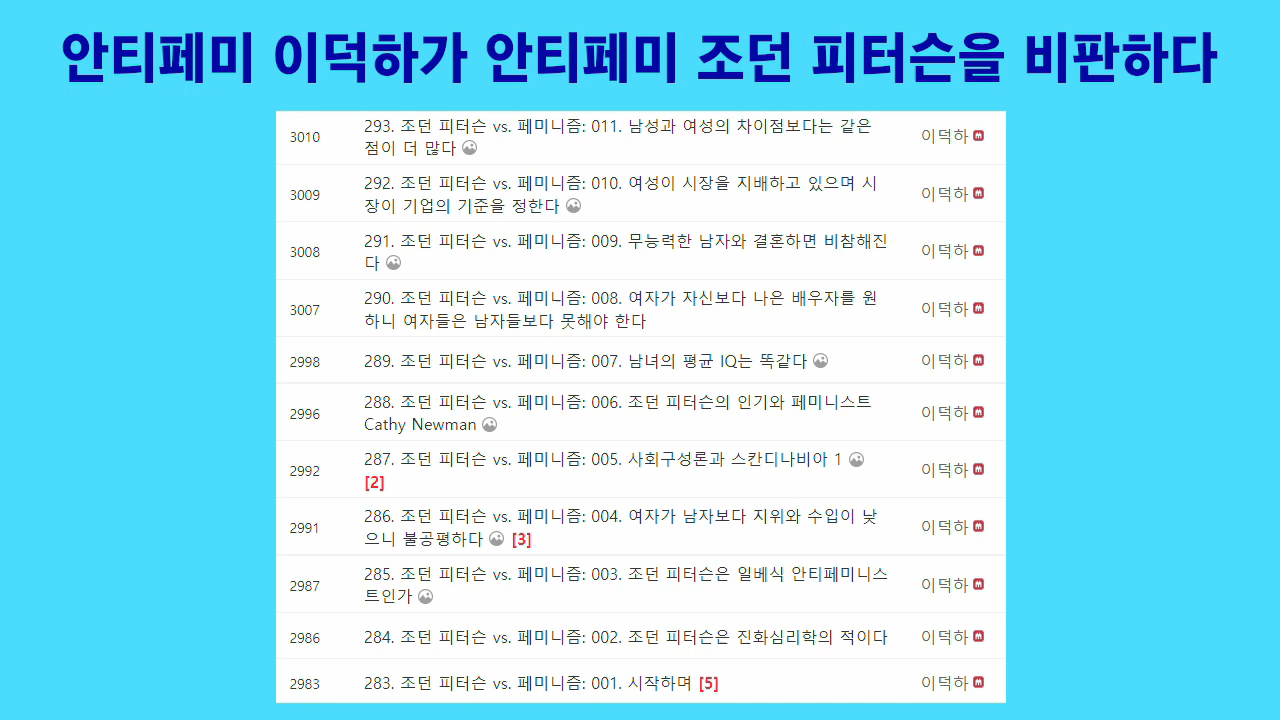 안티페미 이덕하가 안티페미 조던 피터슨을 비판하다
3010 293. 조던 피터슨 vs. 페미니즘: 011. 남성과 여성의 차이점보다는 같은 이덕하
점이 더 많다
3009 292. 조던 피터슨 vs. 페미니즘: 010. 여성이 시장을 지배하고 있으며 시 이덕하
장이 기업의 기준을 정한다
3008 291. 조던 피터슨 vs. 페미니즘: 009. 무능력한 남자와 결혼하면 비참해진 이덕하
다
3007 290. 조던 피터슨 vs. 페미니즘: 008. 여자가 자신보다 나은 배우자를 원 이덕하
하니 여자들은 남자들보다 못해야 한다
2998 289. 조던 피터슨 vs. 페미니즘: 007. 남녀의 평균 IQ는 똑같다 이덕하
2996 288. 조던 피터슨 vs. 페미니즘: 006. 조던 피터슨의 인기와 페미니스트 이덕하
Cathy Newman
2992 287. 조던 피터슨 vs. 페미니즘: 005. 사회구성론과 스칸디나비아 1 이덕하
[2]
2991 286. 조던 피터슨 vs. 페미니즘: 004. 여자가 남자보다 지위와 수입이 낮 이덕하
으니 불공평하다 [3]
2987 285. 조던 피터슨 vs. 페미니즘: 003. 조던 피터슨은 일베식 안티페미니스 이덕하
트인가
2986 284. 조던 피터슨 vs. 페미니즘: 002. 조던 피터슨은 진화심리학의 적이다 이덕하
2983 283. 조던 피터슨 vs. 페미니즘: 001. 시작하며 [5] 이덕하